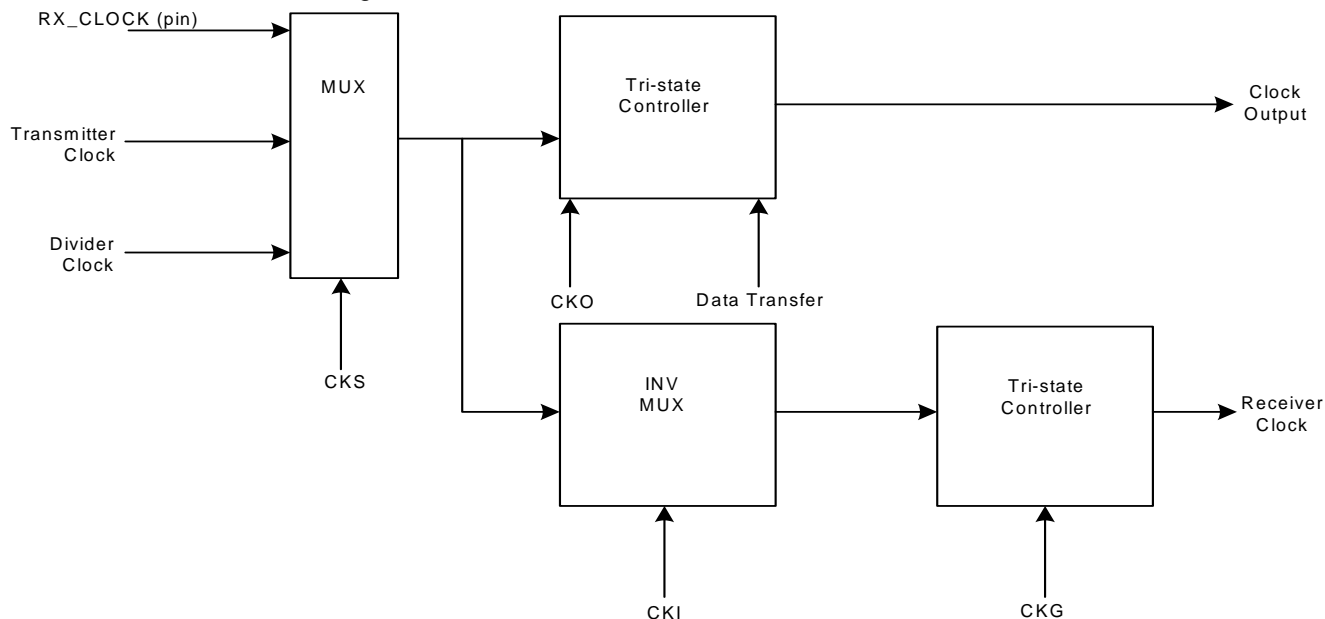 RX_CLOCK (pin)
MUX
Tri-state
Controller
Clock
Output
Transmitter
Clock
Divider
Clock
CKO
Data Transfer
CKS
INV
MUX
Tri-state
Controller
Receiver
Clock
CKI
CKG